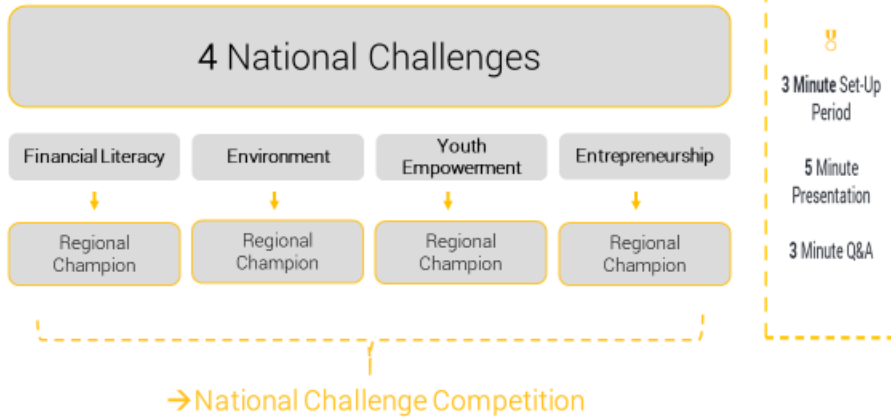 4 National Challenges
Financial Literacy
Environment
Youth
Empowerment
Entrepreneurship
Regional
Champion
Regional
Champion
Regional
Champion
Regional
Champion
→National Challenge Competition
3 Minute Set-Up
Period
5 Minute
Presentation
3 Minute Q&A